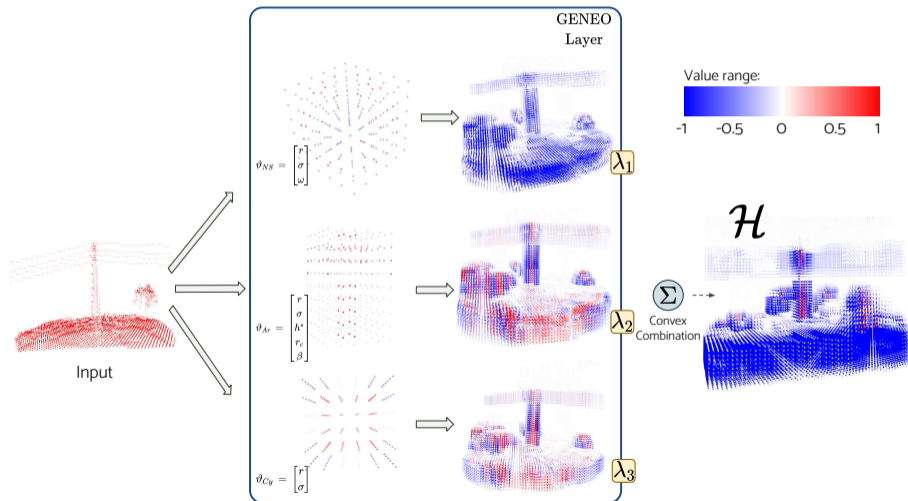 GENEO
Layer
Value range:
-1 -0.5 0 0.5 1
ϑ_NS = [r σ ω]
λ₁
ℋ
Input
ϑ_Ar = [r σ h* r_c β]
λ₂
Σ
Convex
Combination
ϑ_Cy = [r σ]
λ₃